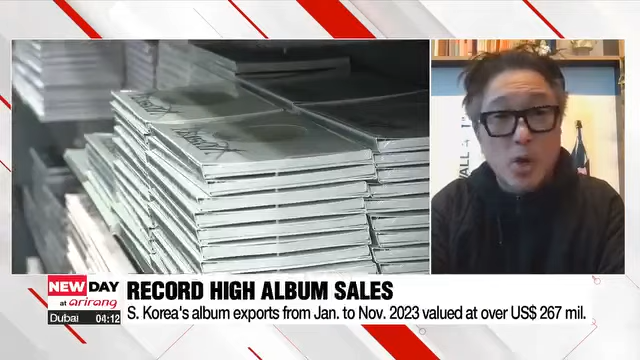 NEW DAY
at arirang
Dubai 04:12
RECORD HIGH ALBUM SALES
S. Korea's album exports from Jan. to Nov. 2023 valued at over US$ 267 mil.